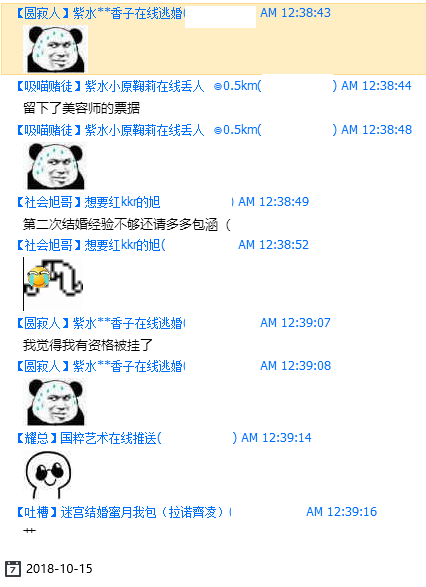 【圆寂人】紫水**香子在线逃婚( AM 12:38:43
【吸喵赌徒】紫水小原鞠莉在线丢人 ⊙0.5km( ) AM 12:38:44
留下了美容师的票据
【吸喵赌徒】紫水小原鞠莉在线丢人 ⊙0.5km( ) AM 12:38:48
【社会旭哥】想要红kkr的旭 ) AM 12:38:49
第二次结婚经验不够还请多多包涵（
【社会旭哥】想要红kkr的旭( AM 12:38:52
【圆寂人】紫水**香子在线逃婚( AM 12:39:07
我觉得我有资格被挂了
【圆寂人】紫水**香子在线逃婚( AM 12:39:08
【耀总】国粹艺术在线推送( ) AM 12:39:14
【吐槽】迷宫结婚蜜月我包（拉诺齊凌）( AM 12:39:16
7 2018-10-15